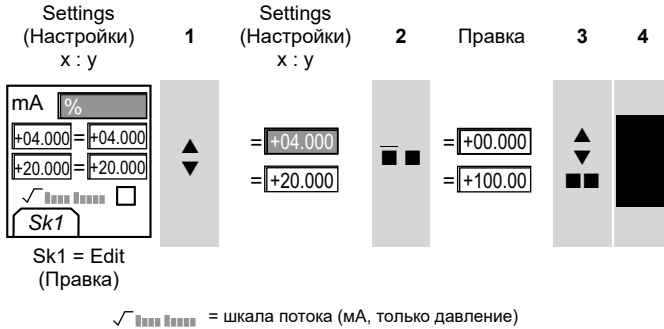 Settings (Настройки) x : y
1
Settings (Настройки) x : y
2
Правка
3
4
mA %
+04.000 = +04.000
+20.000 = +20.000
√
Sk1
= +04.000
= +20.000
= +00.000
= +100.00
Sk1 = Edit
(Правка)
√ = шкала потока (мА, только давление)